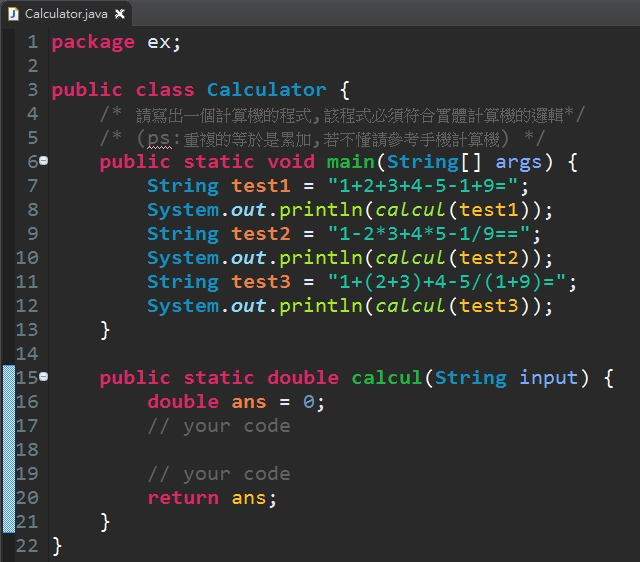 Calculator.java
1 package ex;
2
3 public class Calculator {
4 /* 請寫出一個計算機的程式,該程式必須符合實體計算機的邏輯*/
5 /* (ps:重複的等於是累加,若不懂請參考手機計算機) */
6 public static void main(String[] args) {
7 String test1 = "1+2+3+4-5-1+9=";
8 System.out.println(calcul(test1));
9 String test2 = "1-2*3+4*5-1/9==";
10 System.out.println(calcul(test2));
11 String test3 = "1+(2+3)+4-5/(1+9)=";
12 System.out.println(calcul(test3));
13 }
14
15 public static double calcul(String input) {
16 double ans = 0;
17 // your code
18
19 // your code
20 return ans;
21 }
22 }